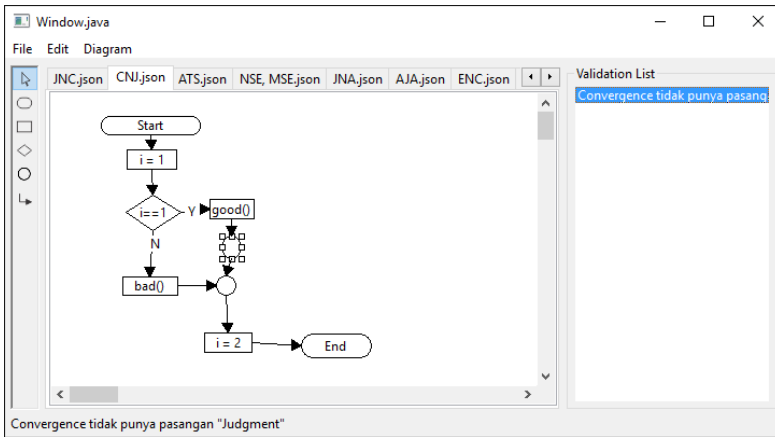 Window.java
File Edit Diagram
JNC.json CNJ.json ATS.json NSE, MSE.json JNA.json AJA.json ENC.json
Validation List
Convergence tidak punya pasang
Start
i = 1
i==1 Y good()
N
bad()
i = 2 End
Convergence tidak punya pasangan "Judgment"